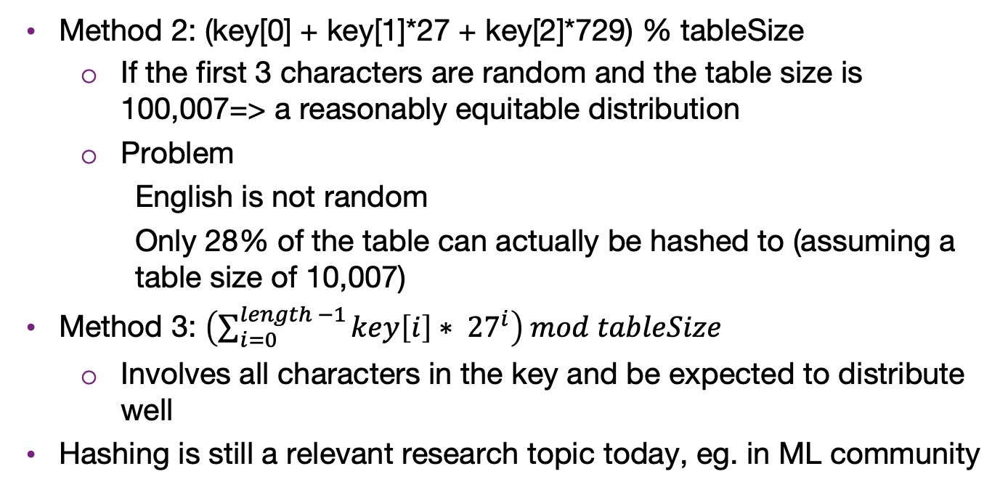 • Method 2: (key[0] + key[1]*27 + key[2]*729) % tableSize
o If the first 3 characters are random and the table size is
100,007=> a reasonably equitable distribution
o Problem
English is not random
Only 28% of the table can actually be hashed to (assuming a
table size of 10,007)
• Method 3: (∑_{i=0}^{length −1} key[i] ∗ 27^i) mod tableSize
o Involves all characters in the key and be expected to distribute
well
• Hashing is still a relevant research topic today, eg. in ML community